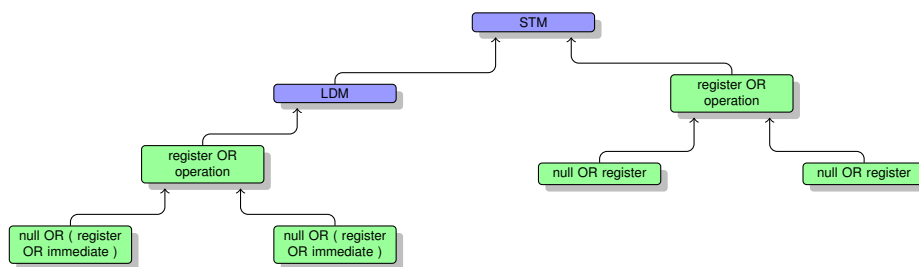 STM
LDM
register OR
operation
register OR
operation
null OR register
null OR register
null OR ( register
OR immediate )
null OR ( register
OR immediate )